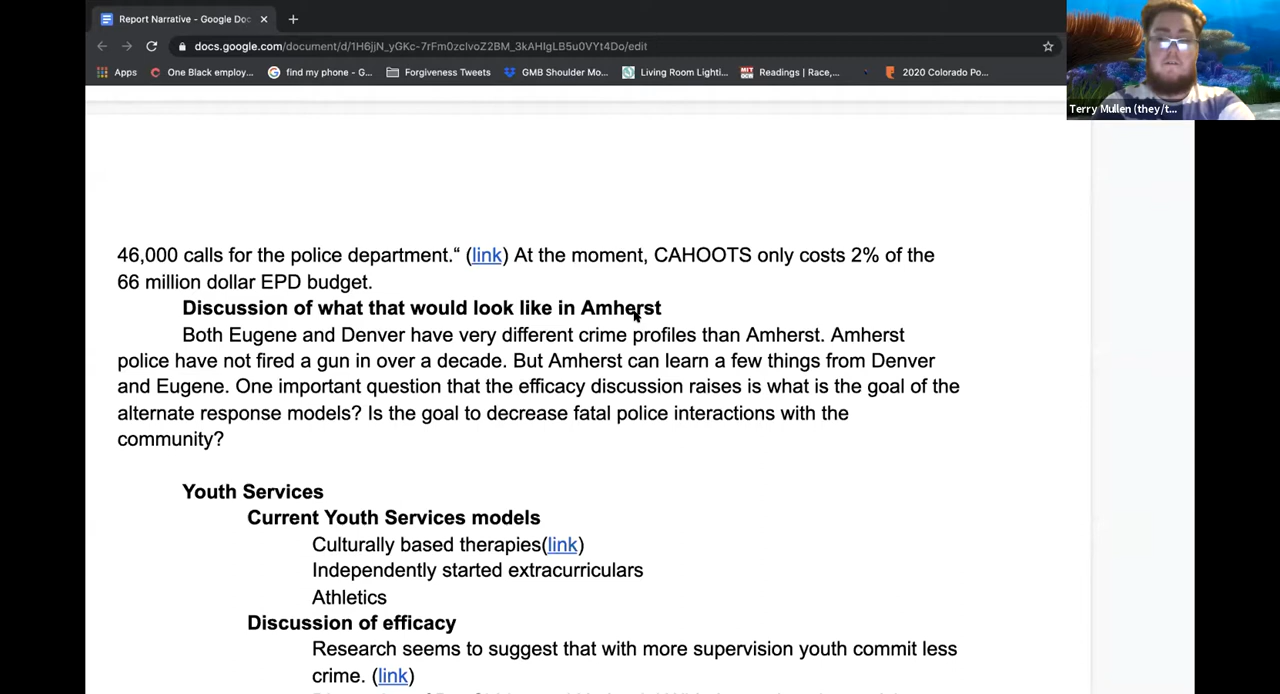 Report Narrative - Google Doc
docs.google.com/document/d/1H6jjN_yGKc-7rFm0zclvoZ2BM_3kAHIgLB5u0VYt4Do/edit
Apps One Black employ... find my phone - G... Forgiveness Tweets GMB Shoulder Mo... Living Room Lighti... MIT OCW Readings | Race,... 2020 Colorado Po...
Terry Mullen (they/t...
46,000 calls for the police department.“ (link) At the moment, CAHOOTS only costs 2% of the
66 million dollar EPD budget.
Discussion of what that would look like in Amherst
Both Eugene and Denver have very different crime profiles than Amherst. Amherst
police have not fired a gun in over a decade. But Amherst can learn a few things from Denver
and Eugene. One important question that the efficacy discussion raises is what is the goal of the
alternate response models? Is the goal to decrease fatal police interactions with the
community?
Youth Services
Current Youth Services models
Culturally based therapies(link)
Independently started extracurriculars
Athletics
Discussion of efficacy
Research seems to suggest that with more supervision youth commit less
crime. (link)